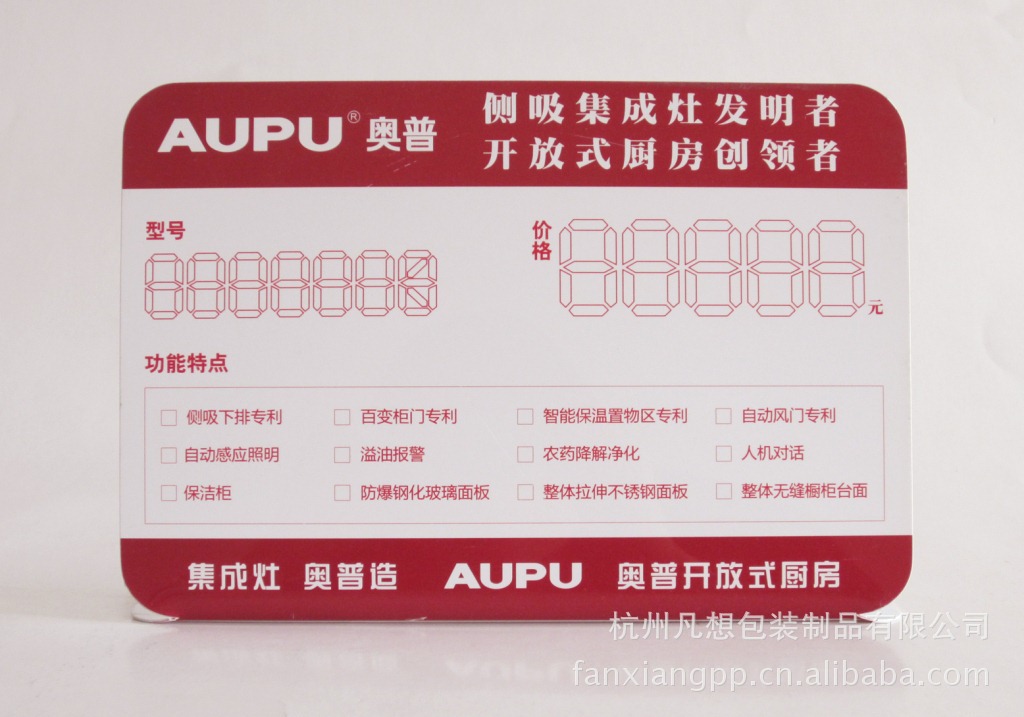 AUPU® 奥普
侧吸集成灶发明者
开放式厨房创领者
型号
价格
元
功能特点
侧吸下排专利 百变柜门专利 智能保温置物区专利 自动风门专利
自动感应照明 溢油报警 农药降解净化 人机对话
保洁柜 防爆钢化玻璃面板 整体拉伸不锈钢面板 整体无缝橱柜台面
集成灶 奥普造 AUPU 奥普开放式厨房
杭州凡想包装制品有限公司
fanxiangpp.cn.alibaba.com